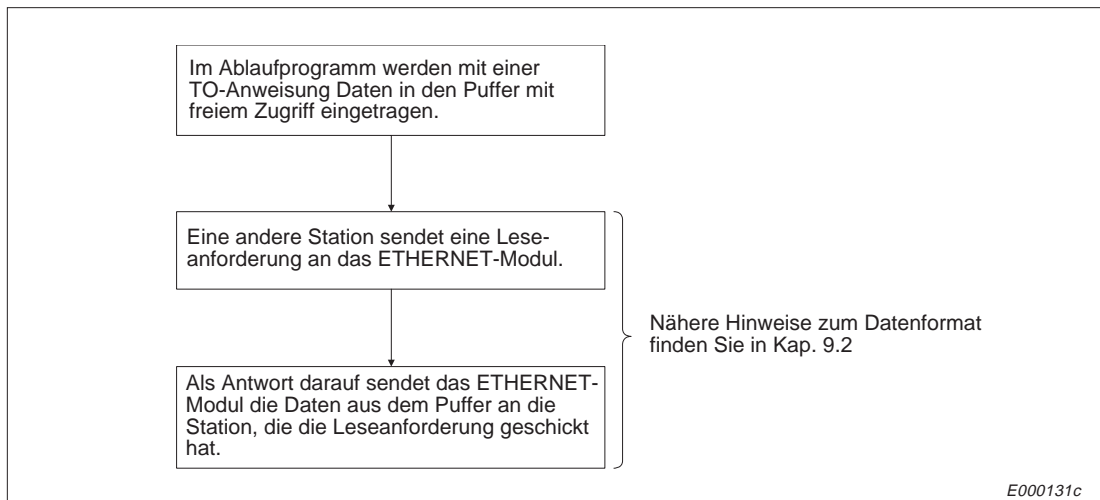 Im Ablaufprogramm werden mit einer
TO-Anweisung Daten in den Puffer mit
freiem Zugriff eingetragen.
Eine andere Station sendet eine Lese-
anforderung an das ETHERNET-Modul.
Nähere Hinweise zum Datenformat
finden Sie in Kap. 9.2
Als Antwort darauf sendet das ETHERNET-
Modul die Daten aus dem Puffer an die
Station, die die Leseanforderung geschickt
hat.
E000131c